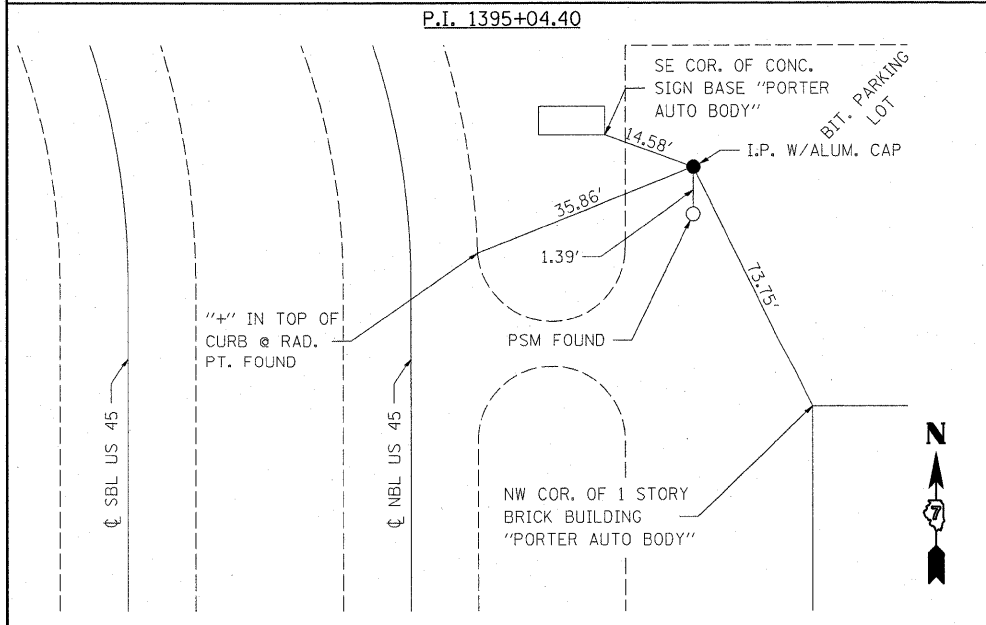 P.I. 1395+04.40
SE COR. OF CONC.
SIGN BASE "PORTER
AUTO BODY"
BIT. PARKING
LOT
14.58'
I.P. W/ALUM. CAP
35.86'
1.39'
73.75'
"+" IN TOP OF
CURB @ RAD.
PT. FOUND
PSM FOUND
℄ SBL US 45
℄ NBL US 45
NW COR. OF 1 STORY
BRICK BUILDING
"PORTER AUTO BODY"
N
7